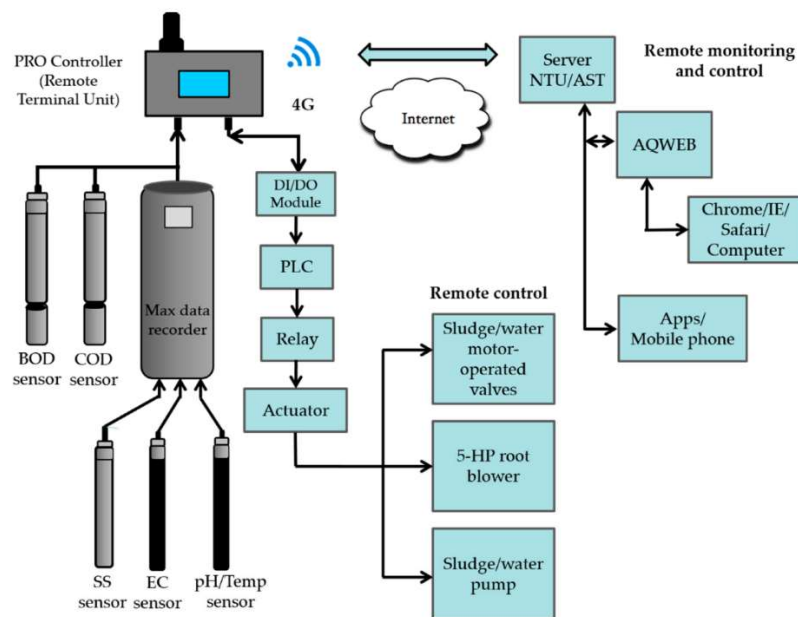 PRO Controller
(Remote
Terminal Unit)
4G
Internet
Server
NTU/AST
Remote monitoring
and control
AQWEB
Chrome/IE/
Safari/
Computer
Apps/
Mobile phone
DI/DO
Module
PLC
Relay
Actuator
Max data
recorder
BOD
sensor
COD
sensor
SS
sensor
EC
sensor
pH/Temp
sensor
Remote control
Sludge/water
motor-
operated
valves
5-HP root
blower
Sludge/water
pump